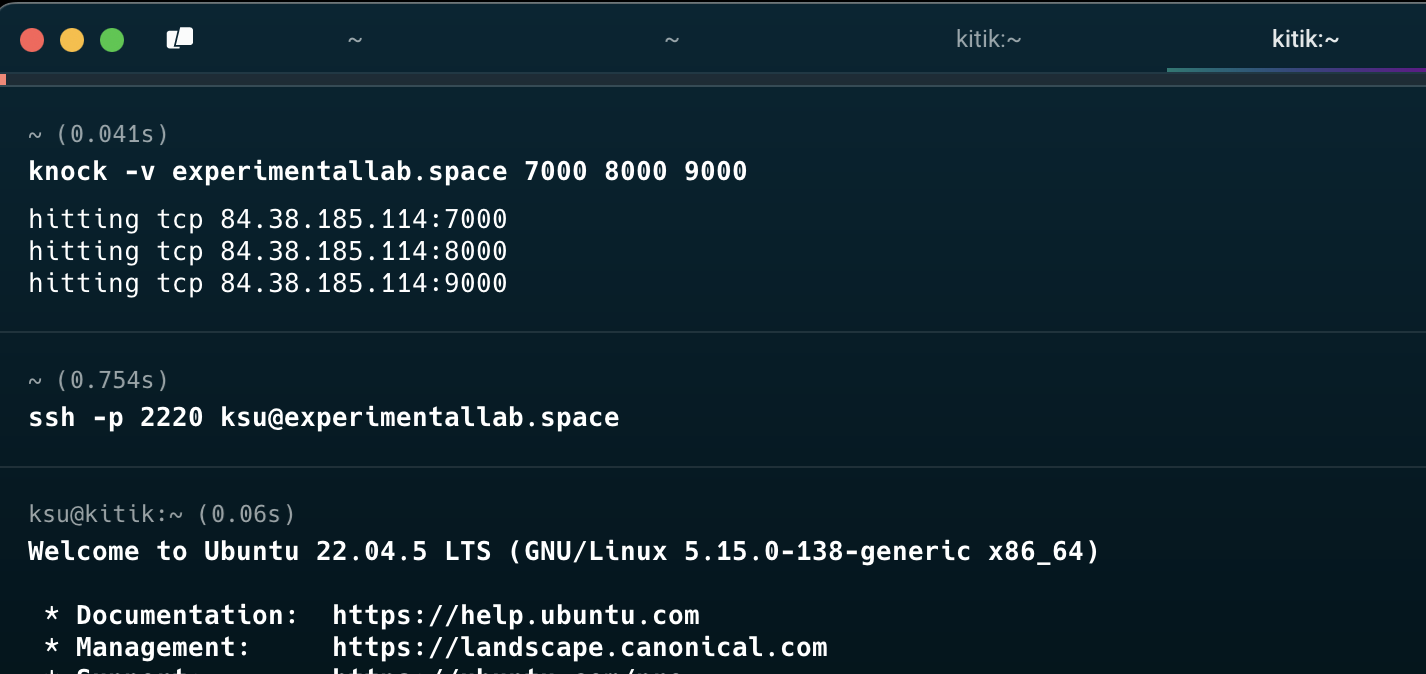 ~
~
kitik:~
kitik:~
~ (0.041s)
knock -v experimentallab.space 7000 8000 9000
hitting tcp 84.38.185.114:7000
hitting tcp 84.38.185.114:8000
hitting tcp 84.38.185.114:9000
~ (0.754s)
ssh -p 2220 ksu@experimentallab.space
ksu@kitik:~ (0.06s)
Welcome to Ubuntu 22.04.5 LTS (GNU/Linux 5.15.0-138-generic x86_64)
* Documentation:  https://help.ubuntu.com
* Management:     https://landscape.canonical.com